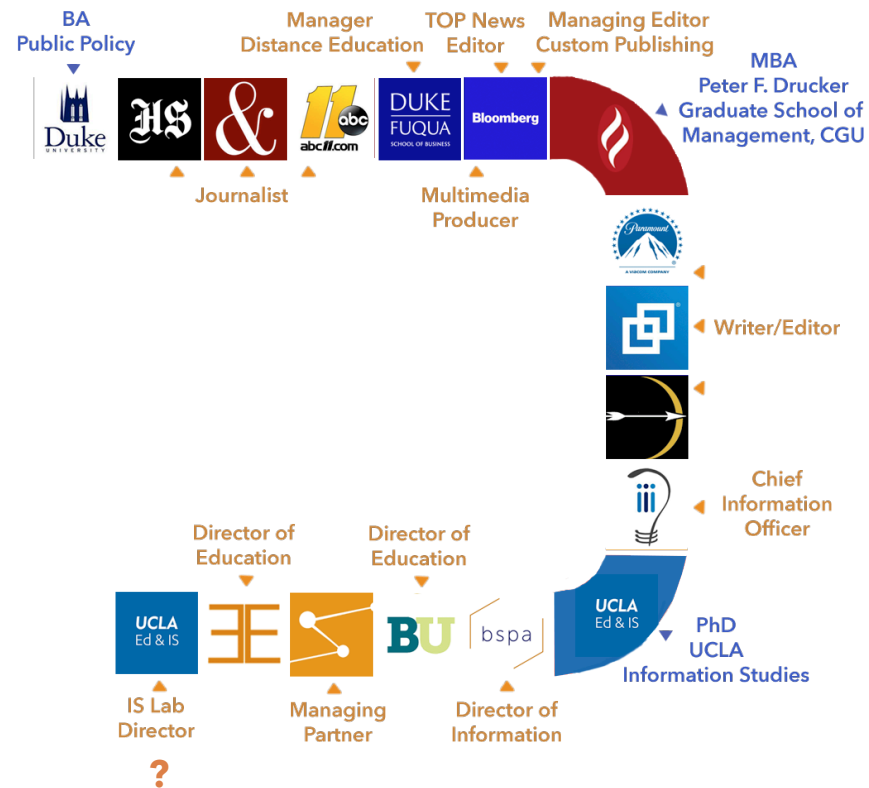 BA
Public Policy
Manager
Distance Education
TOP News
Editor
Managing Editor
Custom Publishing
MBA
Peter F. Drucker
Graduate School of
Management, CGU
Duke
UNIVERSITY
HS
&
11
abc
abc11.com
DUKE
FUQUA
SCHOOL OF BUSINESS
Bloomberg
Journalist
Multimedia
Producer
Paramount
A VIACOM COMPANY
Writer/Editor
iii
Chief
Information
Officer
Director of
Education
Director of
Education
UCLA
Ed & IS
PhD
UCLA
Information Studies
UCLA
Ed & IS
BU
bspa
IS Lab
Director
Managing
Partner
Director of
Information
?